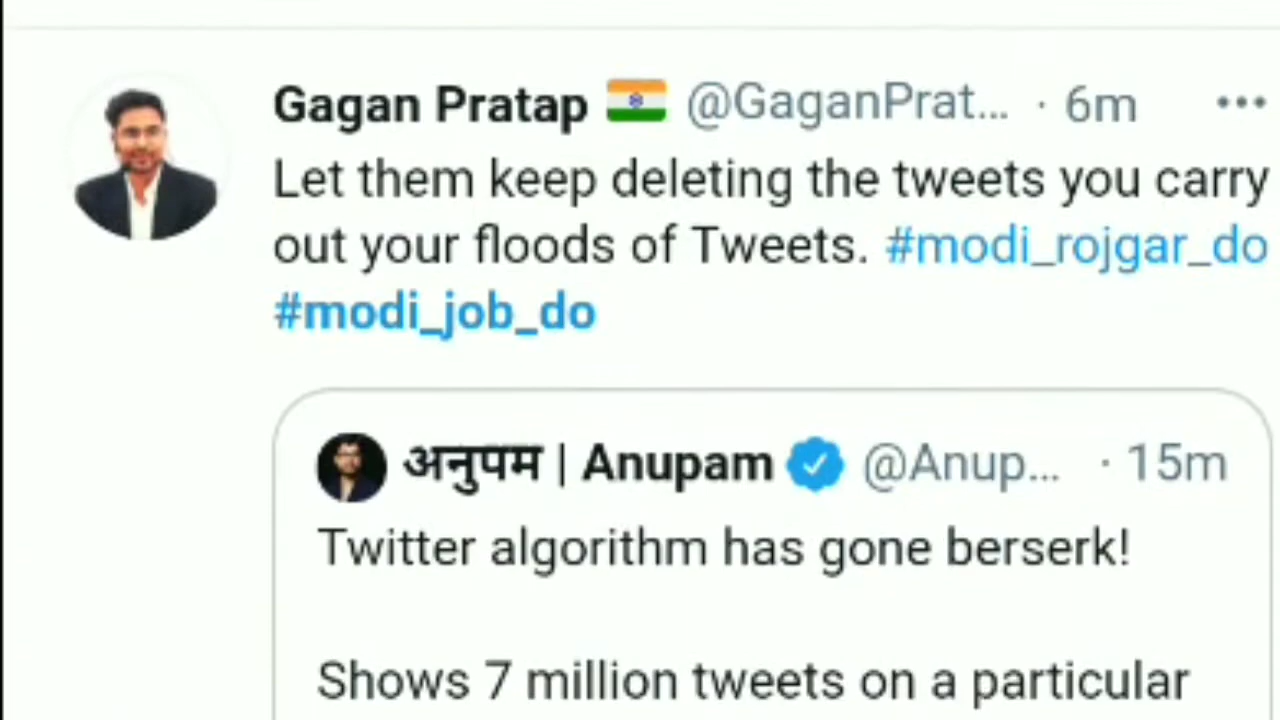 Gagan Pratap 🇮🇳 @GaganPrat... · 6m
Let them keep deleting the tweets you carry
out your floods of Tweets. #modi_rojgar_do
#modi_job_do
अनुपम | Anupam @Anup... · 15m
Twitter algorithm has gone berserk!
Shows 7 million tweets on a particular